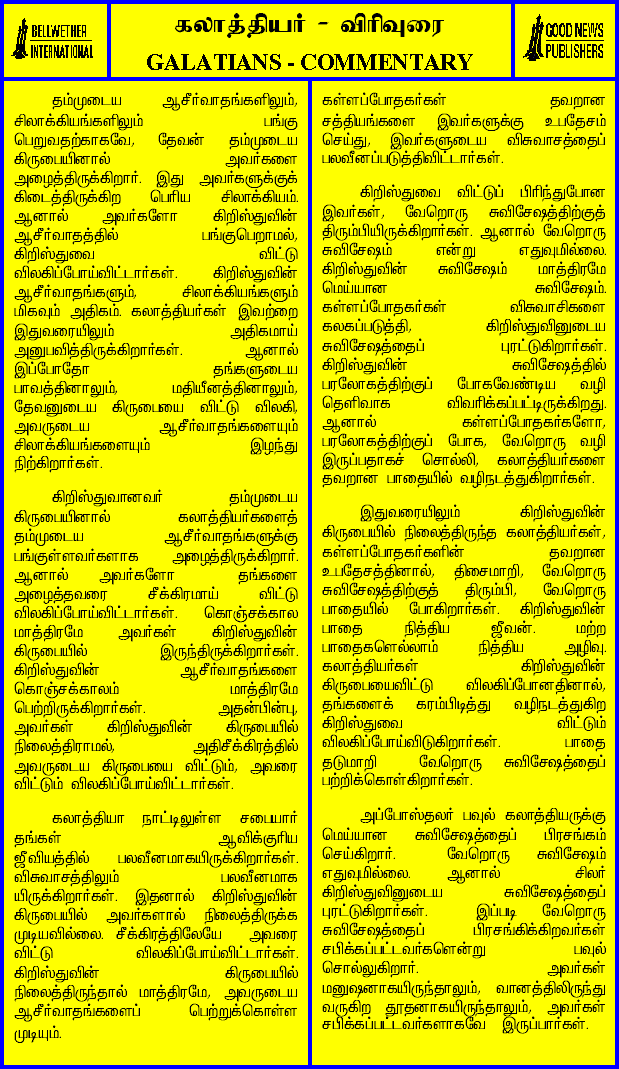 BELLWETHER
INTERNATIONAL
கலாத்தியர் - விரிவுரை
GALATIANS - COMMENTARY
GOOD NEWS
PUBLISHERS
தம்முடைய ஆசீர்வாதங்களிலும்,
சிலாக்கியங்களிலும் பங்கு
பெறுவதற்காகவே, தேவன் தம்முடைய
கிருபையினால் அவர்களை
அழைத்திருக்கிறார். இது அவர்களுக்குக்
கிடைத்திருக்கிற பெரிய சிலாக்கியம்.
ஆனால் அவர்களோ கிறிஸ்துவின்
ஆசீர்வாதத்தில் பங்குபெறாமல்,
கிறிஸ்துவை விட்டு
விலகிப்போய்விட்டார்கள். கிறிஸ்துவின்
ஆசீர்வாதங்களும், சிலாக்கியங்களும்
மிகவும் அதிகம். கலாத்தியர்கள் இவற்றை
இதுவரையிலும் அதிகமாய்
அனுபவித்திருக்கிறார்கள். ஆனால்
இப்போதோ தங்களுடைய
பாவத்தினாலும், மதியீனத்தினாலும்,
தேவனுடைய கிருபையை விட்டு விலகி,
அவருடைய ஆசீர்வாதங்களையும்
சிலாக்கியங்களையும் இழந்து
நிற்கிறார்கள்.
கிறிஸ்துவானவர் தம்முடைய
கிருபையினால் கலாத்தியர்களைத்
தம்முடைய ஆசீர்வாதங்களுக்கு
பங்குள்ளவர்களாக அழைத்திருக்கிறார்.
ஆனால் அவர்களோ தங்களை
அழைத்தவரை சீக்கிரமாய் விட்டு
விலகிப்போய்விட்டார்கள். கொஞ்சக்கால
மாத்திரமே அவர்கள் கிறிஸ்துவின்
கிருபையில் இருந்திருக்கிறார்கள்.
கிறிஸ்துவின் ஆசீர்வாதங்களை
கொஞ்சக்காலம் மாத்திரமே
பெற்றிருக்கிறார்கள். அதன்பின்பு,
அவர்கள் கிறிஸ்துவின் கிருபையில்
நிலைத்திராமல், அதிசீக்கிரத்தில்
அவருடைய கிருபையை விட்டும், அவரை
விட்டும் விலகிப்போய்விட்டார்கள்.
கலாத்தியா நாட்டிலுள்ள சபையார்
தங்கள் ஆவிக்குரிய
ஜீவியத்தில் பலவீனமாகயிருக்கிறார்கள்.
விசுவாசத்திலும் பலவீனமாக
யிருக்கிறார்கள். இதனால் கிறிஸ்துவின்
கிருபையில் அவர்களால் நிலைத்திருக்க
முடியவில்லை. சீக்கிரத்திலேயே அவரை
விட்டு விலகிப்போய்விட்டார்கள்.
கிறிஸ்துவின் கிருபையில்
நிலைத்திருந்தால் மாத்திரமே, அவருடைய
ஆசீர்வாதங்களைப் பெற்றுக்கொள்ள
முடியும்.
கள்ளப்போதகர்கள் தவறான
சத்தியங்களை இவர்களுக்கு உபதேசம்
செய்து, இவர்களுடைய விசுவாசத்தைப்
பலவீனப்படுத்திவிட்டார்கள்.
கிறிஸ்துவை விட்டுப் பிரிந்துபோன
இவர்கள், வேறொரு சுவிசேஷத்திற்குத்
திரும்பியிருக்கிறார்கள். ஆனால் வேறொரு
சுவிசேஷம் என்று எதுவுமில்லை.
கிறிஸ்துவின் சுவிசேஷம் மாத்திரமே
மெய்யான சுவிசேஷம்.
கள்ளப்போதகர்கள் விசுவாசிகளை
கலகப்படுத்தி, கிறிஸ்துவினுடைய
சுவிசேஷத்தைப் புரட்டுகிறார்கள்.
கிறிஸ்துவின் சுவிசேஷத்தில்
பரலோகத்திற்குப் போகவேண்டிய வழி
தெளிவாக விவரிக்கப்பட்டிருக்கிறது.
ஆனால் கள்ளப்போதகர்களோ,
பரலோகத்திற்குப் போக, வேறொரு வழி
இருப்பதாகச் சொல்லி, கலாத்தியர்களை
தவறான பாதையில் வழிநடத்துகிறார்கள்.
இதுவரையிலும் கிறிஸ்துவின்
கிருபையில் நிலைத்திருந்த கலாத்தியர்கள்,
கள்ளப்போதகர்களின் தவறான
உபதேசத்தினால், திசைமாறி, வேறொரு
சுவிசேஷத்திற்குத் திரும்பி, வேறொரு
பாதையில் போகிறார்கள். கிறிஸ்துவின்
பாதை நித்திய ஜீவன். மற்ற
பாதைகளெல்லாம் நித்திய அழிவு.
கலாத்தியர்கள் கிறிஸ்துவின்
கிருபையைவிட்டு விலகிப்போனதினால்,
தங்களைக் கரம்பிடித்து வழிநடத்துகிற
கிறிஸ்துவை விட்டும்
விலகிப்போய்விடுகிறார்கள். பாதை
தடுமாறி வேறொரு சுவிசேஷத்தைப்
பற்றிக்கொள்கிறார்கள்.
அப்போஸ்தலர் பவுல் கலாத்தியருக்கு
மெய்யான சுவிசேஷத்தைப் பிரசங்கம்
செய்கிறார். வேறொரு சுவிசேஷம்
எதுவுமில்லை. ஆனால் சிலர்
கிறிஸ்துவினுடைய சுவிசேஷத்தைப்
புரட்டுகிறார்கள். இப்படி வேறொரு
சுவிசேஷத்தைப் பிரசங்கிக்கிறவர்கள்
சபிக்கப்பட்டவர்களென்று பவுல்
சொல்லுகிறார். அவர்கள்
மனுஷனாகயிருந்தாலும், வானத்திலிருந்து
வருகிற தூதனாகயிருந்தாலும், அவர்கள்
சபிக்கப்பட்டவர்களாகவே இருப்பார்கள்.